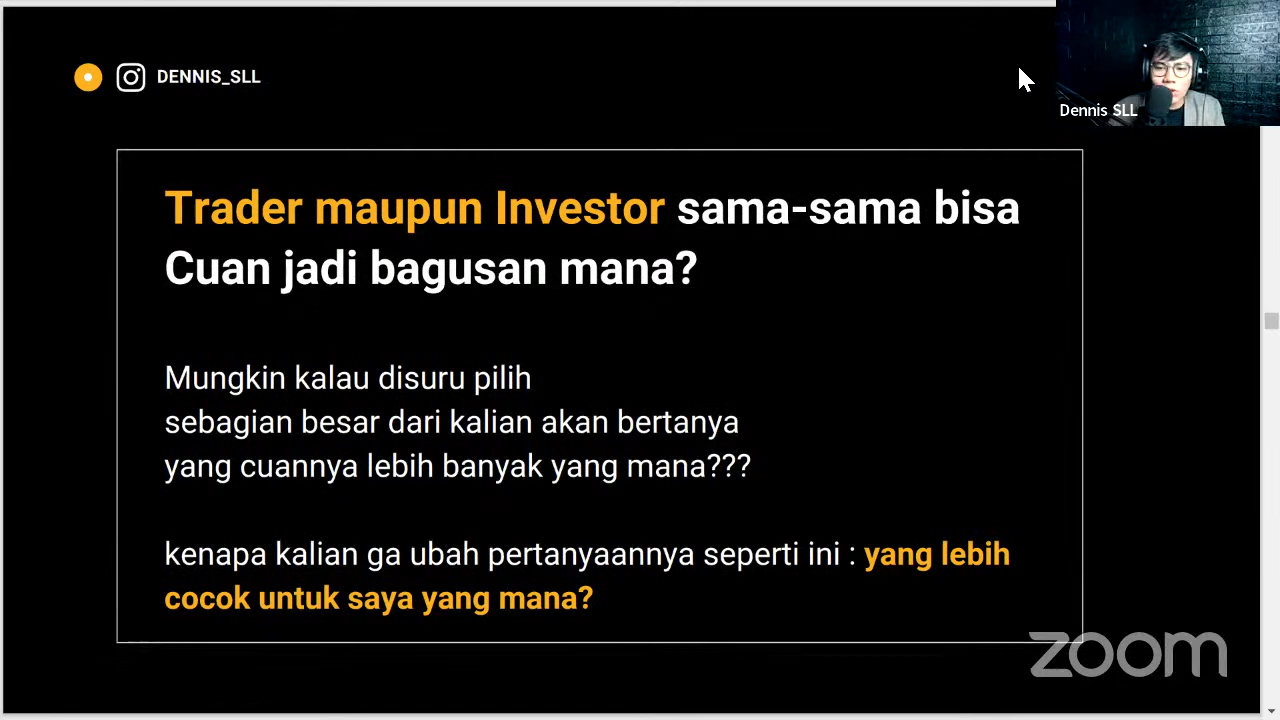 DENNIS_SLL
Dennis SLL
Trader maupun Investor sama-sama bisa
Cuan jadi bagusan mana?
Mungkin kalau disuru pilih
sebagian besar dari kalian akan bertanya
yang cuannya lebih banyak yang mana???
kenapa kalian ga ubah pertanyaannya seperti ini : yang lebih
cocok untuk saya yang mana?
zoom